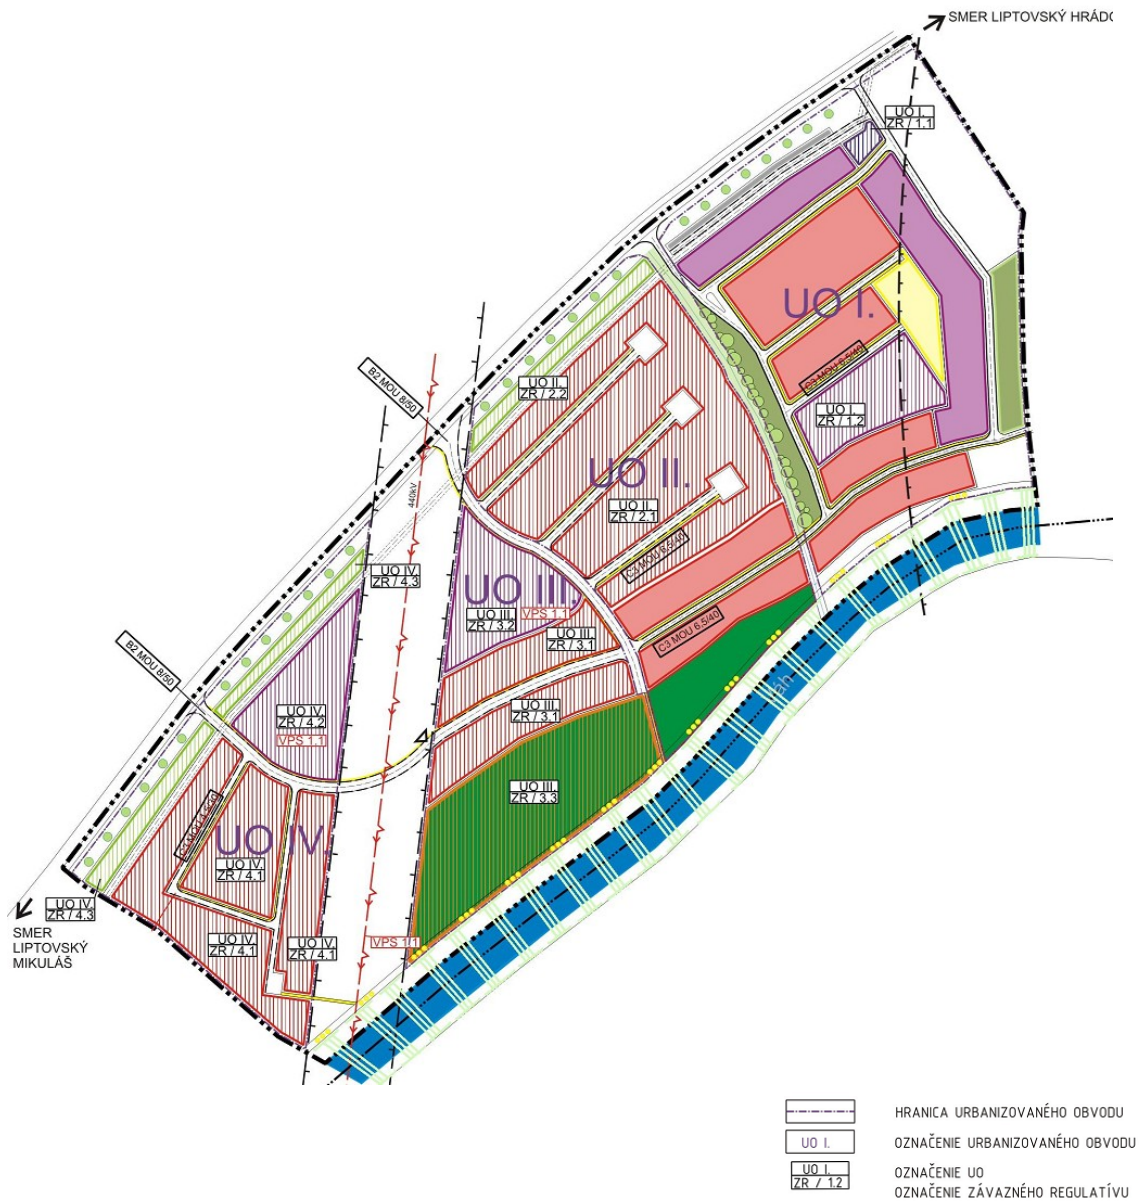 SMER LIPTOVSKÝ HRÁDO
UO I.
ZR / 1.1
UO I.
C3 MOU 6.5/40
UO I.
ZR / 1.2
B2 MOU 8/50
UO II.
ZR / 2.2
440kV
UO II.
UO II.
ZR / 2.1
C3 MOU 6.5/40
UO IV.
ZR / 4.3
UO III.
UO III.
ZR / 3.2
VPS 1.1
UO III.
ZR / 3.1
C3 MOU 6.5/40
B2 MOU 8/50
UO IV.
ZR / 4.2
VPS 1.1
UO III.
ZR / 3.1
UO III.
ZR / 3.3
UO IV.
UO IV.
ZR / 4.1
UO IV.
ZR / 4.3
SMER
LIPTOVSKÝ
MIKULÁŠ
UO IV.
ZR / 4.1
UO IV.
ZR / 4.1
VPS 1.1
HRANICA URBANIZOVANÉHO OBVODU
UO I.
OZNAČENIE URBANIZOVANÉHO OBVODU
UO I.
ZR / 1.2
OZNAČENIE UO
OZNAČENIE ZÁVAZNÉHO REGULATÍVU